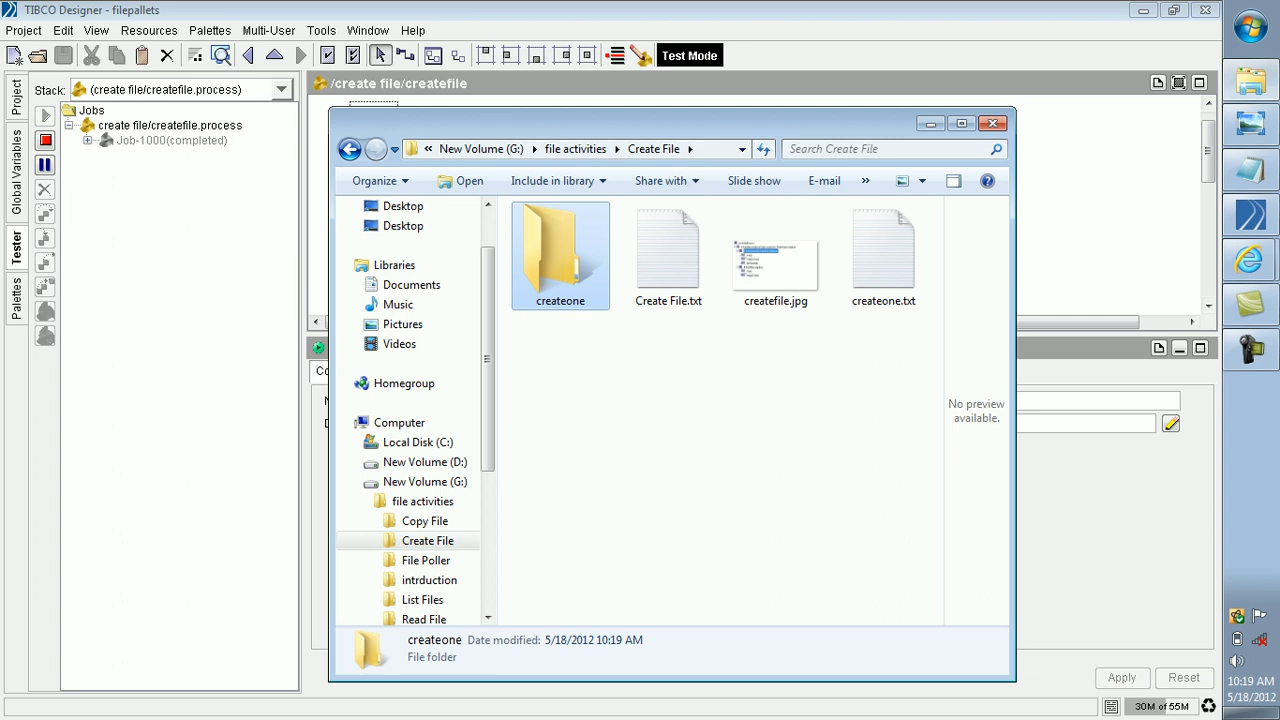 TIBCO Designer - filepallets
Project Edit View Resources Palettes Multi-User Tools Window Help
Test Mode
Stack: (create file/createfile.process)
/create file/createfile
Project
Global Variables
Tester
Palettes
Jobs
create file/createfile.process
Job-1000(completed)
« New Volume (G:) file activities Create File
Search Create File
Organize Open Include in library Share with Slide show E-mail »
Desktop
Desktop
Libraries
Documents
Music
Pictures
Videos
Homegroup
Computer
Local Disk (C:)
New Volume (D:)
New Volume (G:)
file activities
Copy File
Create File
File Poller
intrduction
List Files
Read File
createone
Create File.txt
createfile.jpg
createone.txt
No preview
available.
createone Date modified: 5/18/2012 10:19 AM
File folder
Apply Reset
30M of 55M
10:19 AM
5/18/2012